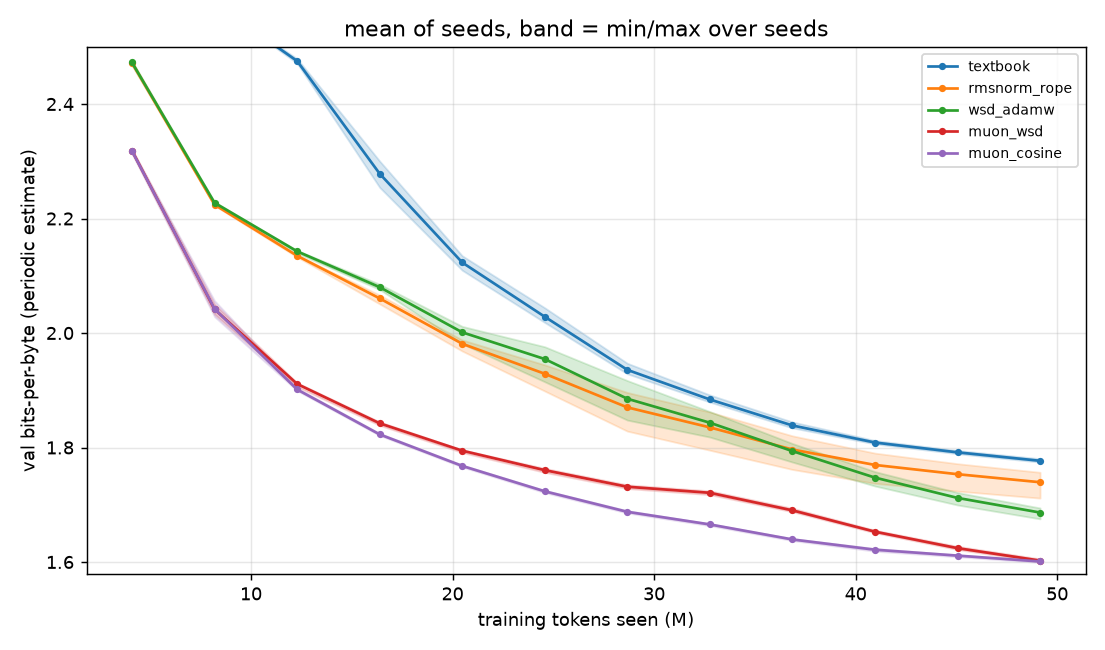 mean of seeds, band = min/max over seeds
val bits-per-byte (periodic estimate)
2.4
2.2
2.0
1.8
1.6
textbook
rmsnorm_rope
wsd_adamw
muon_wsd
muon_cosine
10 20 30 40 50
training tokens seen (M)